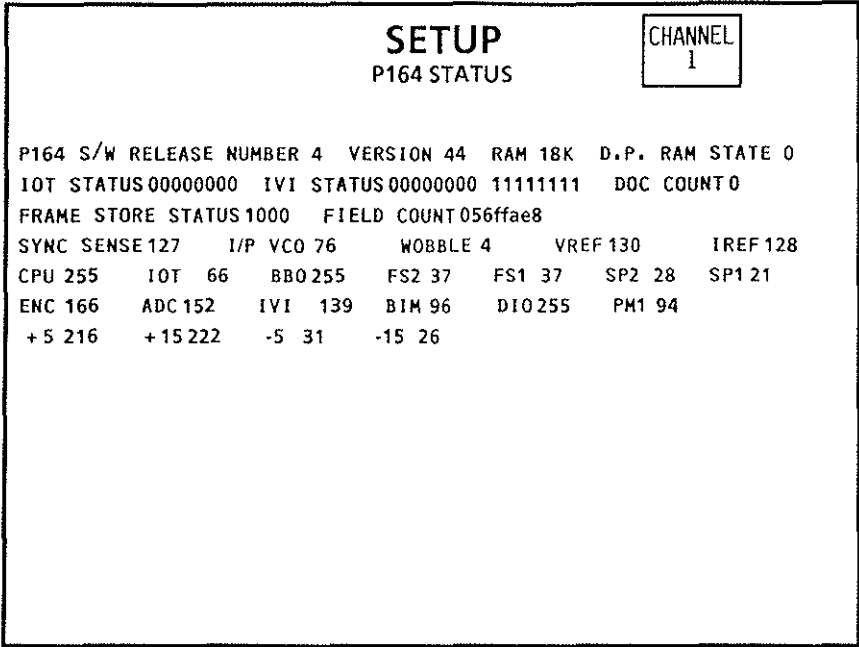 SETUP
P164 STATUS
CHANNEL
1
P164 S/W RELEASE NUMBER 4 VERSION 44 RAM 18K D.P. RAM STATE 0
IOT STATUS 00000000 IVI STATUS 00000000 11111111 DOC COUNT 0
FRAME STORE STATUS 1000 FIELD COUNT 056ffae8
SYNC SENSE 127 I/P VCO 76 WOBBLE 4 VREF 130 IREF 128
CPU 255 IOT 66 BBO 255 FS2 37 FS1 37 SP2 28 SP1 21
ENC 166 ADC 152 IVI 139 BIM 96 DIO 255 PM1 94
+5 216 +15 222 -5 31 -15 26